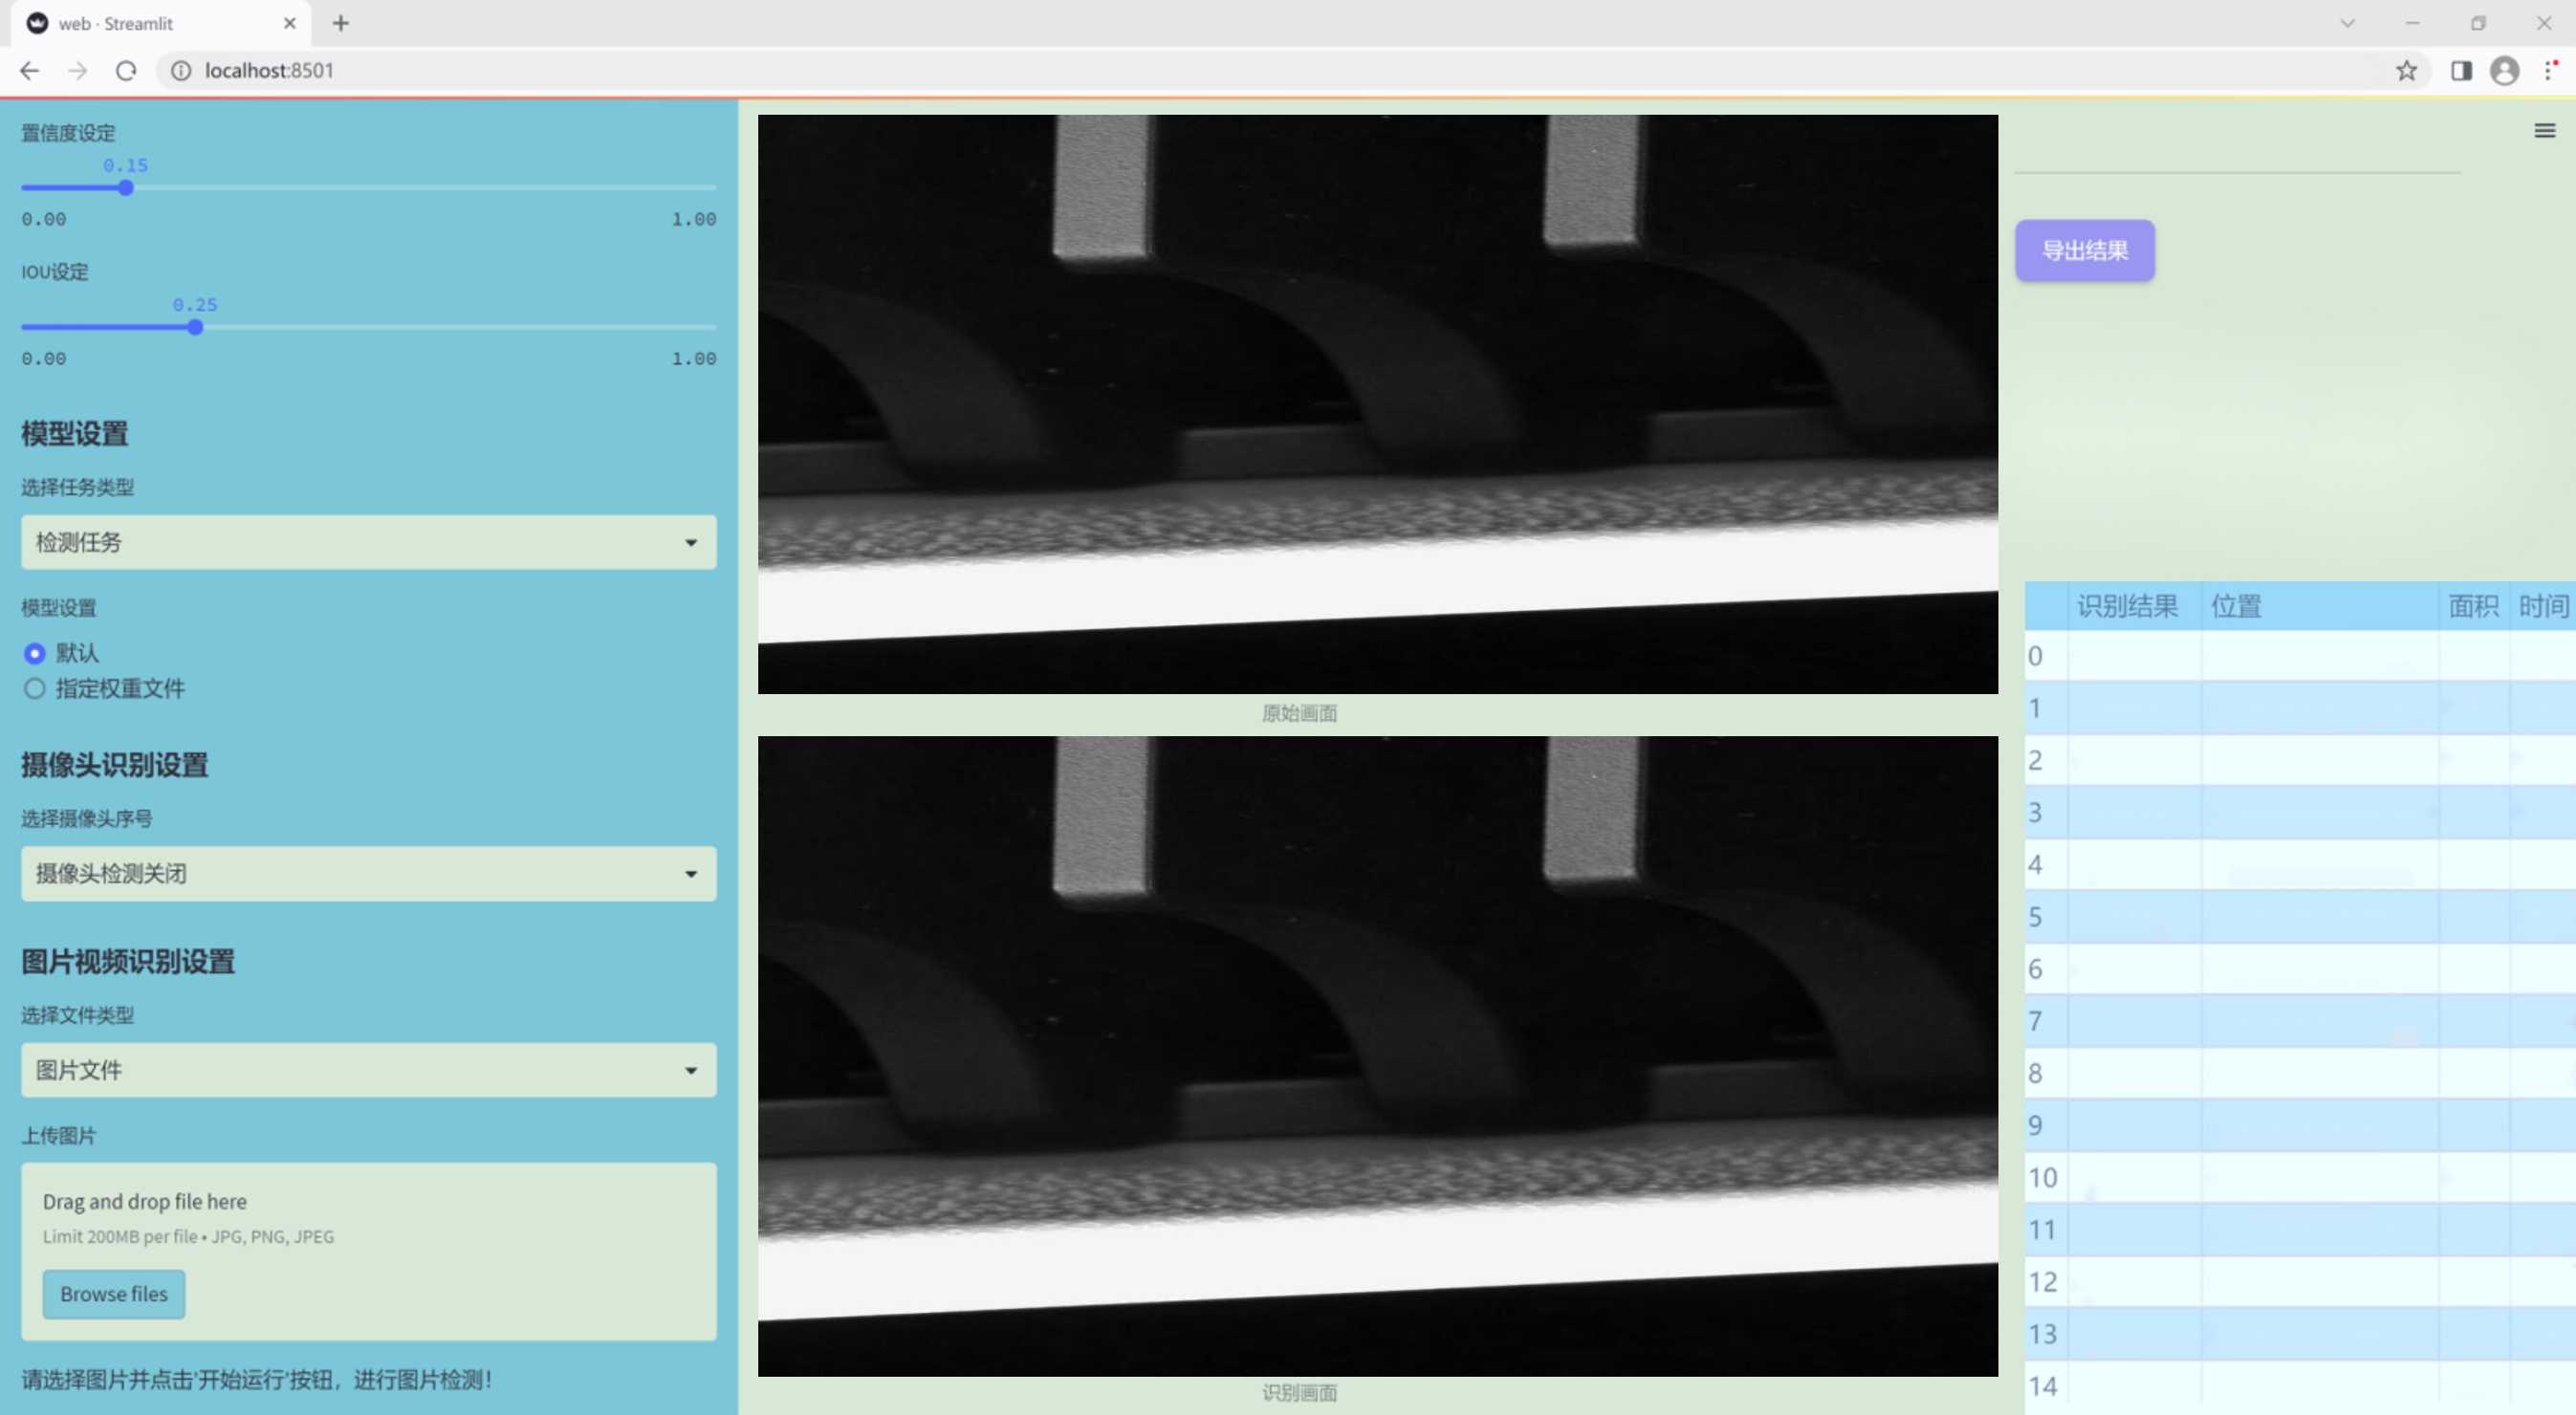 web · Streamlit
localhost:8501
置信度设定
0.15
0.00 1.00
IOU设定
0.25
0.00 1.00
模型设置
选择任务类型
检测任务
模型设置
默认
指定权重文件
摄像头识别设置
选择摄像头序号
摄像头检测关闭
图片视频识别设置
选择文件类型
图片文件
上传图片
Drag and drop file here
Limit 200MB per file • JPG, PNG, JPEG
Browse files
请选择图片并点击'开始运行'按钮，进行图片检测！
原始画面
识别画面
导出结果
识别结果 位置 面积 时间
0
1
2
3
4
5
6
7
8
9
10
11
12
13
14